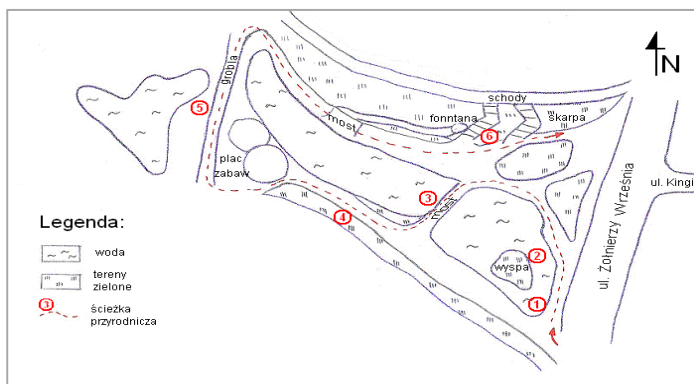 N
schody
grobla
fonntana
skarpa
most
5
6
plac
zabaw
3
most
4
ul. Kingi
ul. Żołnierzy Września
2
wyspa
1
Legenda:
woda
tereny
zielone
3
ścieżka
przyrodnicza